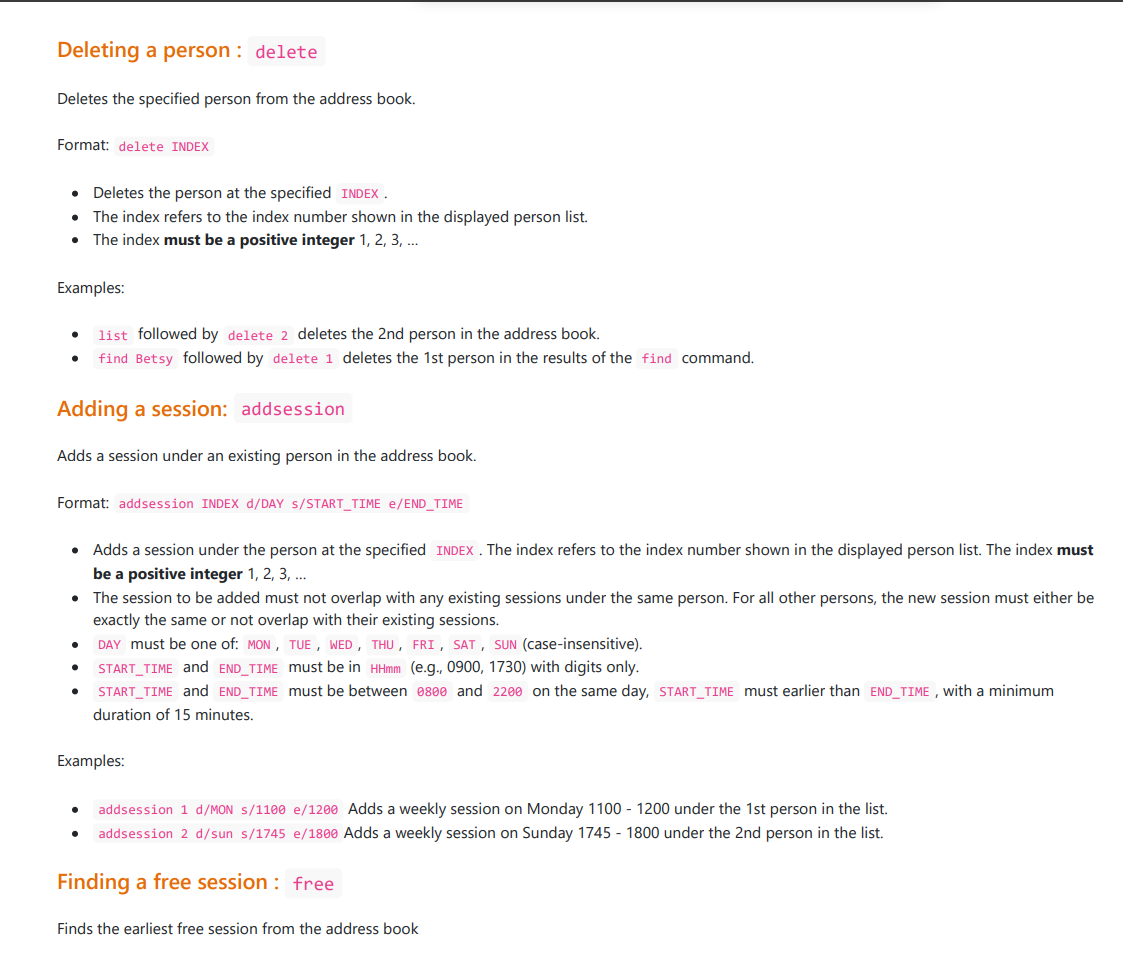 Deleting a person : delete
Deletes the specified person from the address book.
Format: delete INDEX
• Deletes the person at the specified INDEX .
• The index refers to the index number shown in the displayed person list.
• The index must be a positive integer 1, 2, 3, …
Examples:
• list followed by delete 2 deletes the 2nd person in the address book.
• find Betsy followed by delete 1 deletes the 1st person in the results of the find command.
Adding a session: addsession
Adds a session under an existing person in the address book.
Format: addsession INDEX d/DAY s/START_TIME e/END_TIME
• Adds a session under the person at the specified INDEX . The index refers to the index number shown in the displayed person list. The index must
be a positive integer 1, 2, 3, …
• The session to be added must not overlap with any existing sessions under the same person. For all other persons, the new session must either be
exactly the same or not overlap with their existing sessions.
• DAY must be one of: MON , TUE , WED , THU , FRI , SAT , SUN (case-insensitive).
• START_TIME and END_TIME must be in HHmm (e.g., 0900, 1730) with digits only.
• START_TIME and END_TIME must be between 0800 and 2200 on the same day, START_TIME must earlier than END_TIME , with a minimum
duration of 15 minutes.
Examples:
• addsession 1 d/MON s/1100 e/1200 Adds a weekly session on Monday 1100 - 1200 under the 1st person in the list.
• addsession 2 d/sun s/1745 e/1800 Adds a weekly session on Sunday 1745 - 1800 under the 2nd person in the list.
Finding a free session : free
Finds the earliest free session from the address book